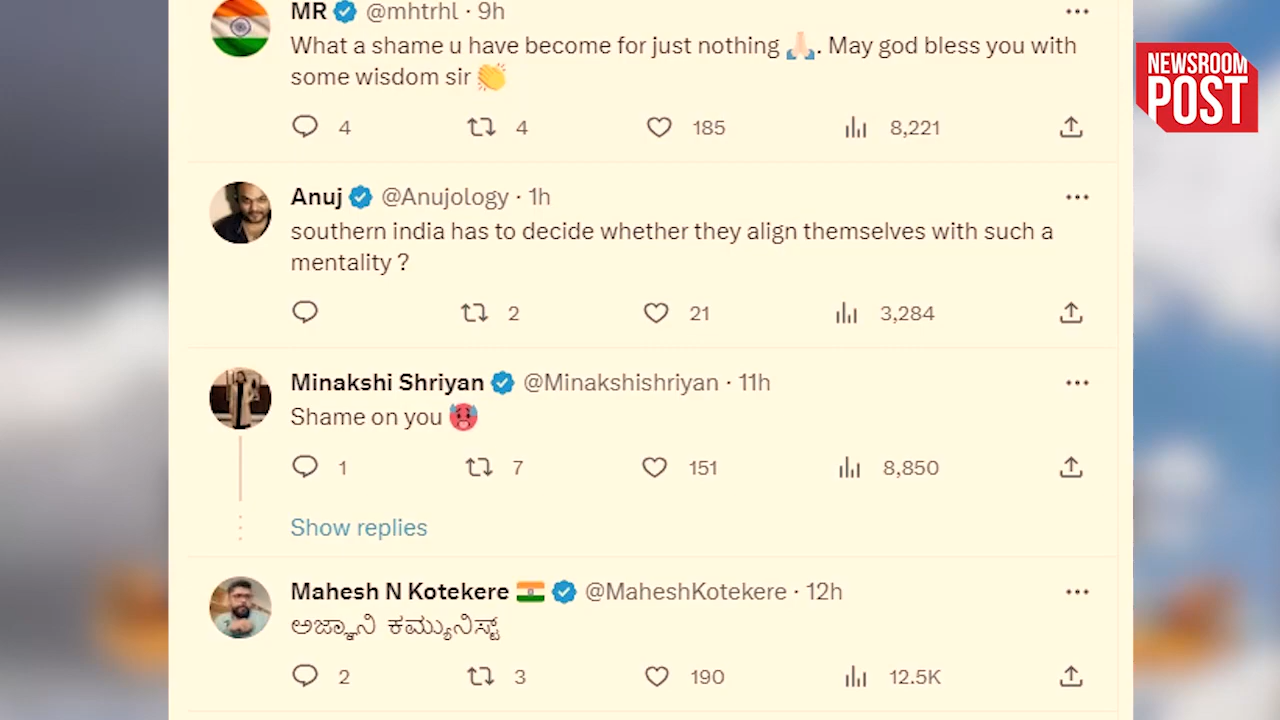 MR @mhtrhl · 9h
What a shame u have become for just nothing 🙏. May god bless you with
some wisdom sir 👏
4 4 185 8,221
NEWSROOM
POST
Anuj @Anujology · 1h
southern india has to decide whether they align themselves with such a
mentality ?
2 21 3,284
Minakshi Shriyan @Minakshishriyan · 11h
Shame on you 🥵
1 7 151 8,850
Show replies
Mahesh N Kotekere 🇮🇳 @MaheshKotekere · 12h
ಅಜ್ಞಾನಿ ಕಮ್ಯುನಿಸ್ಟ್
2 3 190 12.5K